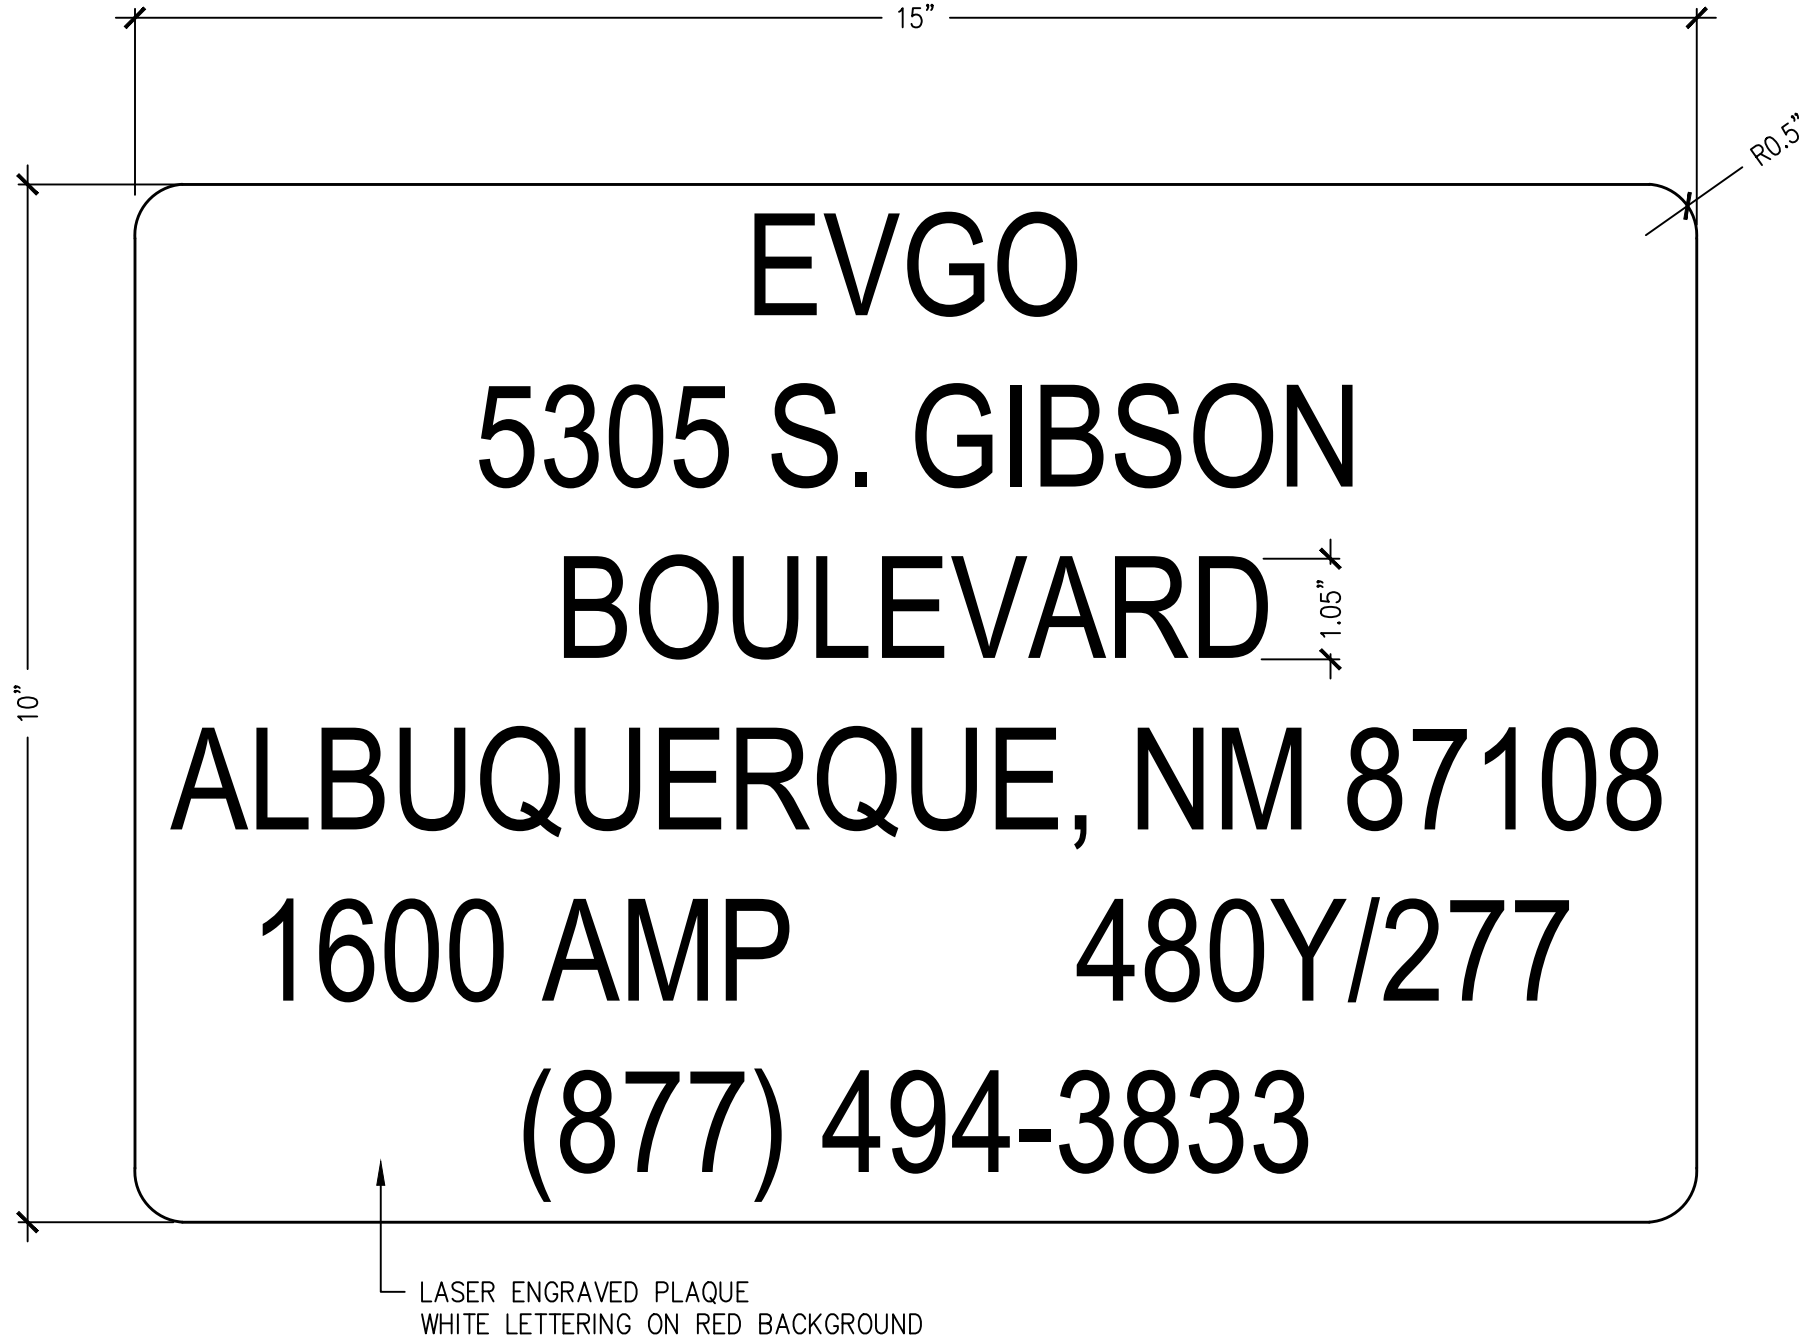 15"
R0.5"
EVGO
5305 S. GIBSON
BOULEVARD
1.05"
10"
ALBUQUERQUE, NM 87108
1600 AMP 480Y/277
(877) 494-3833
LASER ENGRAVED PLAQUE
WHITE LETTERING ON RED BACKGROUND